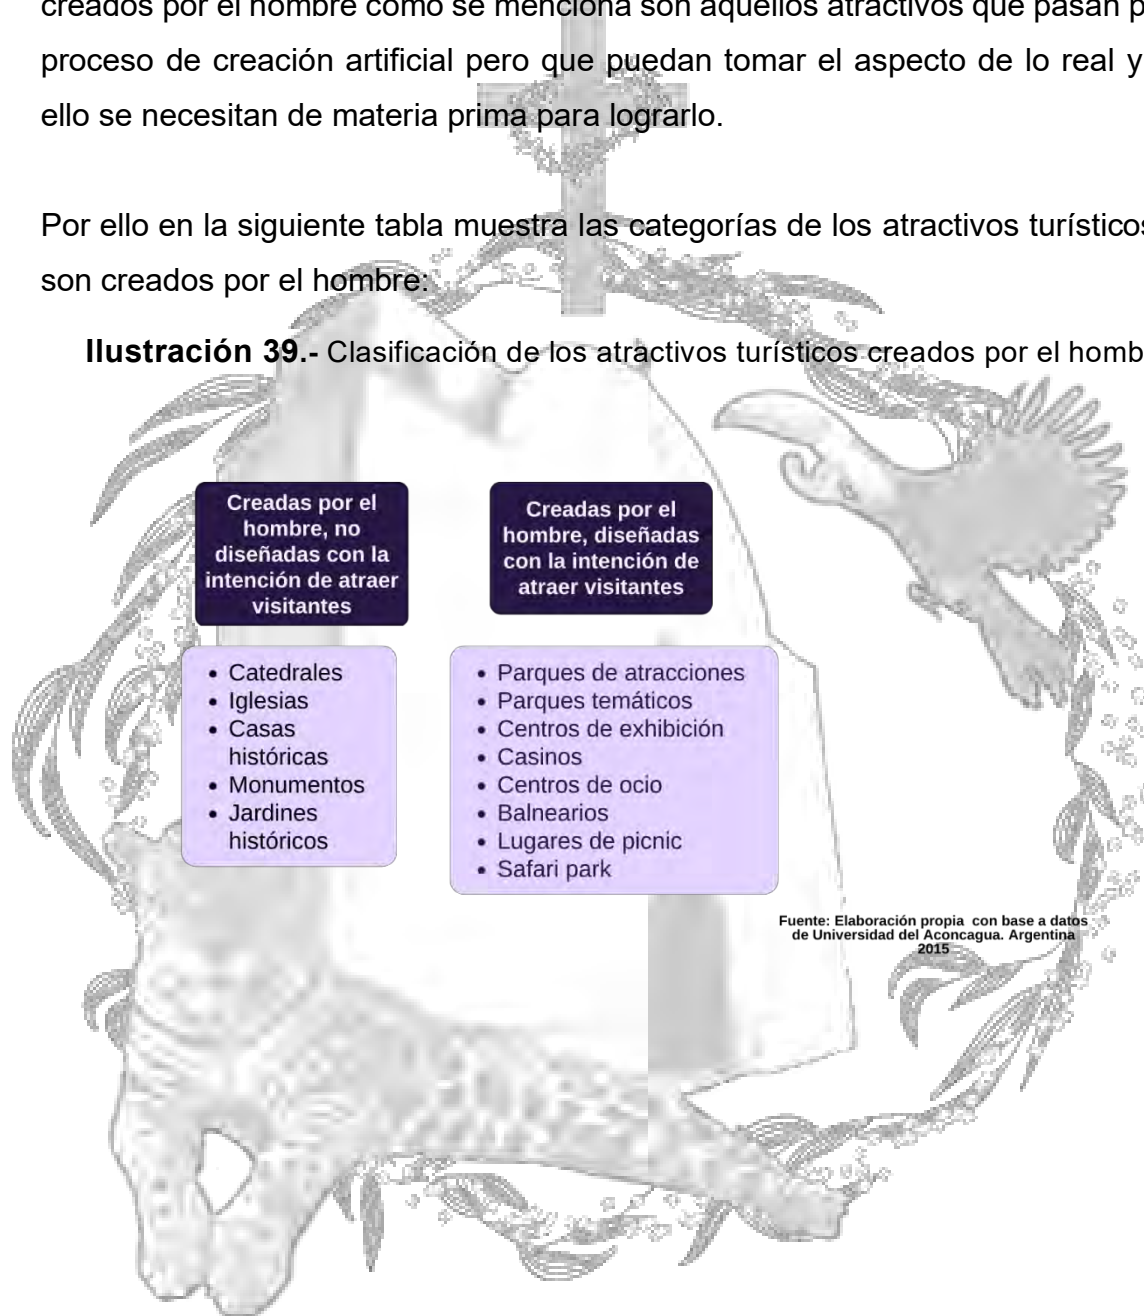 creados por el hombre como se menciona son aquellos atractivos que pasan
proceso de creación artificial pero que puedan tomar el aspecto de lo real y
ello se necesitan de materia prima para lograrlo.
Por ello en la siguiente tabla muestra las categorías de los atractivos turísticos
son creados por el hombre:
Ilustración 39.- Clasificación de los atractivos turísticos creados por el homb
Creadas por el
hombre, no
diseñadas con la
intención de atraer
visitantes
• Catedrales
• Iglesias
• Casas
históricas
• Monumentos
• Jardines
históricos
Creadas por el
hombre, diseñadas
con la intención de
atraer visitantes
• Parques de atracciones
• Parques temáticos
• Centros de exhibición
• Casinos
• Centros de ocio
• Balnearios
• Lugares de picnic
• Safari park
Fuente: Elaboración propia con base a datos
de Universidad del Aconcagua. Argentina
2015